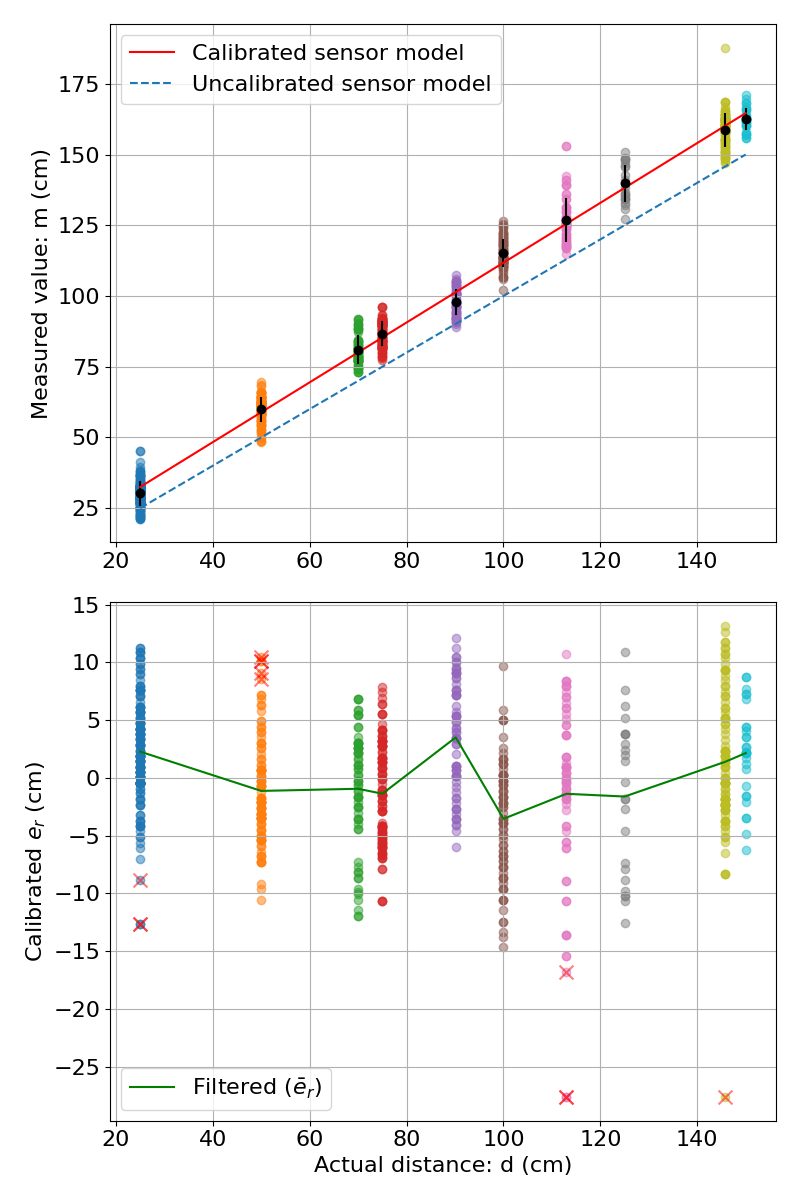 Calibrated sensor model
Uncalibrated sensor model
Measured value: m (cm)
175
150
125
100
75
50
25
20 40 60 80 100 120 140
Calibrated e_r (cm)
15
10
5
0
−5
−10
−15
−20
−25
Filtered (ē_r)
20 40 60 80 100 120 140
Actual distance: d (cm)